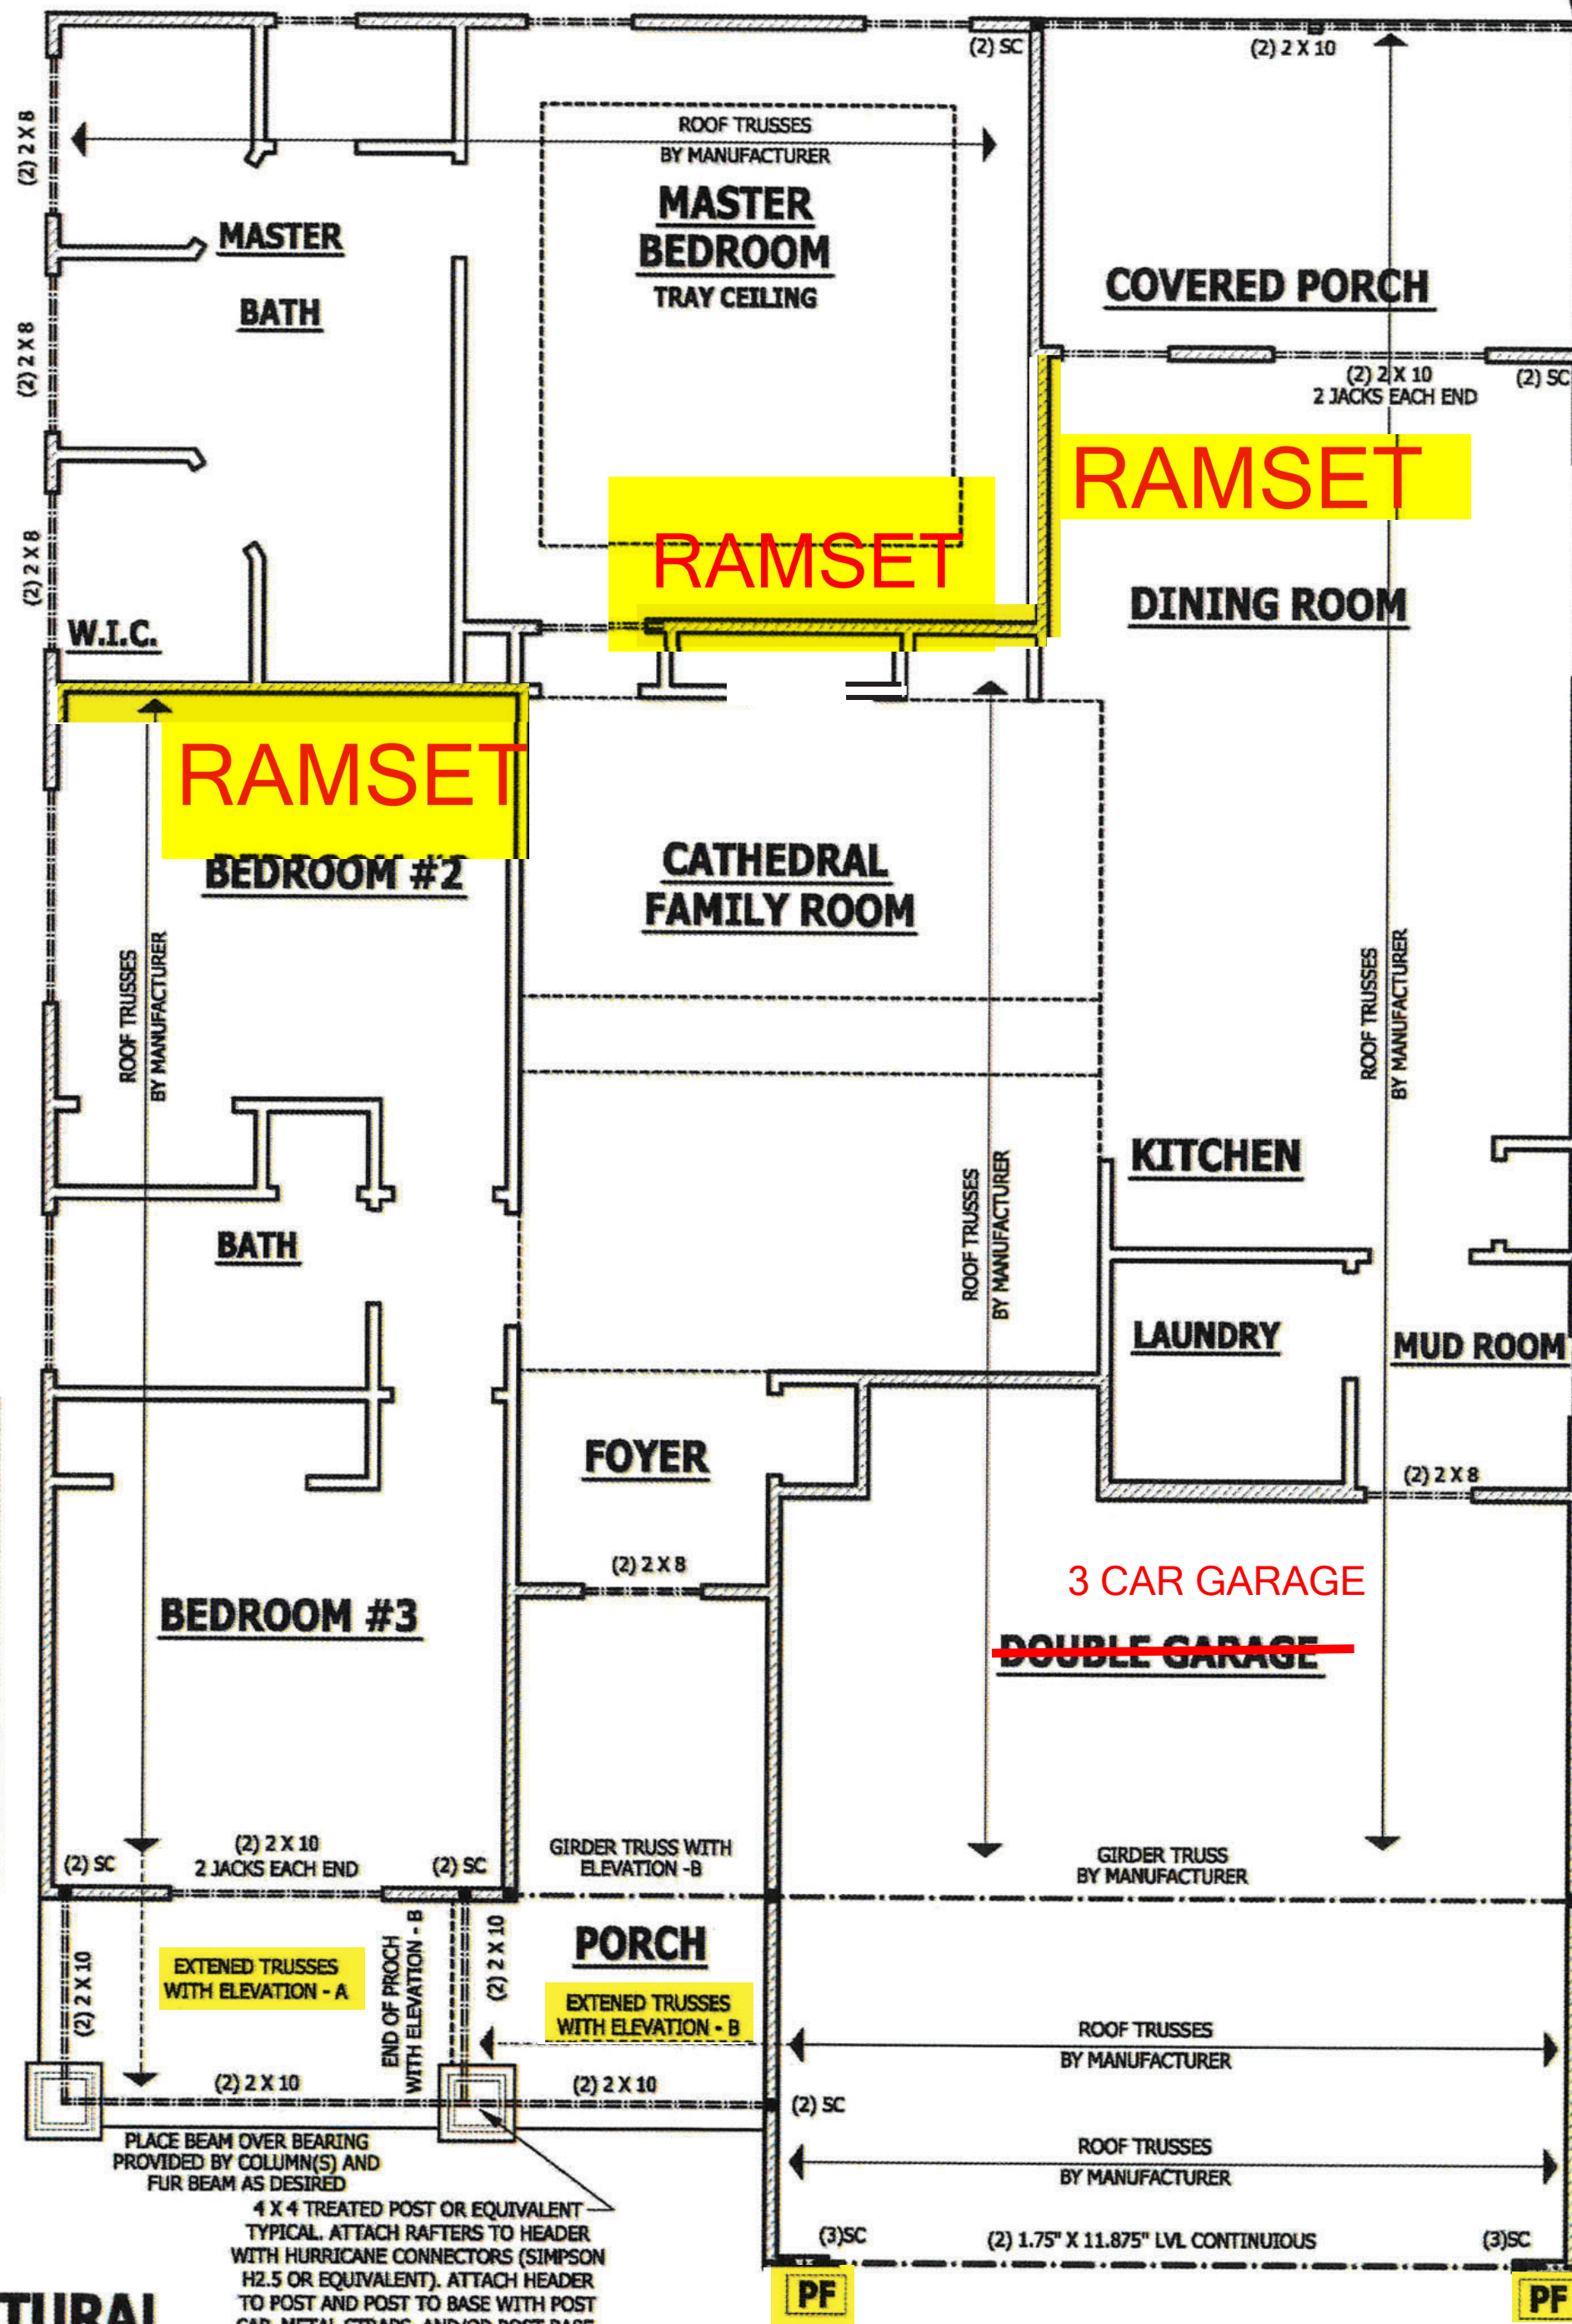 (2) SC
(2) 2 X 10
(2) 2 X 8
ROOF TRUSSES
BY MANUFACTURER
MASTER
BEDROOM
TRAY CEILING
MASTER
BATH
COVERED PORCH
(2) 2 X 8
(2) 2 X 10
2 JACKS EACH END
(2) SC
RAMSET
RAMSET
(2) 2 X 8
DINING ROOM
W.I.C.
RAMSET
BEDROOM #2
CATHEDRAL
FAMILY ROOM
ROOF TRUSSES
BY MANUFACTURER
ROOF TRUSSES
BY MANUFACTURER
ROOF TRUSSES
BY MANUFACTURER
KITCHEN
BATH
LAUNDRY
MUD ROOM
FOYER
(2) 2 X 8
(2) 2 X 8
3 CAR GARAGE
DOUBLE GARAGE
BEDROOM #3
(2) SC
(2) 2 X 10
2 JACKS EACH END
(2) SC
GIRDER TRUSS WITH
ELEVATION -B
GIRDER TRUSS
BY MANUFACTURER
(2) 2 X 10
EXTENED TRUSSES
WITH ELEVATION - A
END OF PROCH
WITH ELEVATION - B
(2) 2 X 10
PORCH
EXTENED TRUSSES
WITH ELEVATION - B
ROOF TRUSSES
BY MANUFACTURER
(2) 2 X 10
(2) 2 X 10
(2) SC
PLACE BEAM OVER BEARING
PROVIDED BY COLUMN(S) AND
FUR BEAM AS DESIRED
ROOF TRUSSES
BY MANUFACTURER
4 X 4 TREATED POST OR EQUIVALENT
TYPICAL. ATTACH RAFTERS TO HEADER
WITH HURRICANE CONNECTORS (SIMPSON
H2.5 OR EQUIVALENT). ATTACH HEADER
TO POST AND POST TO BASE WITH POST
CAP, METAL STRAPS, AND/OR POST BASE
(3)SC
(2) 1.75" X 11.875" LVL CONTINUIOUS
(3)SC
PF
PF
TURAL